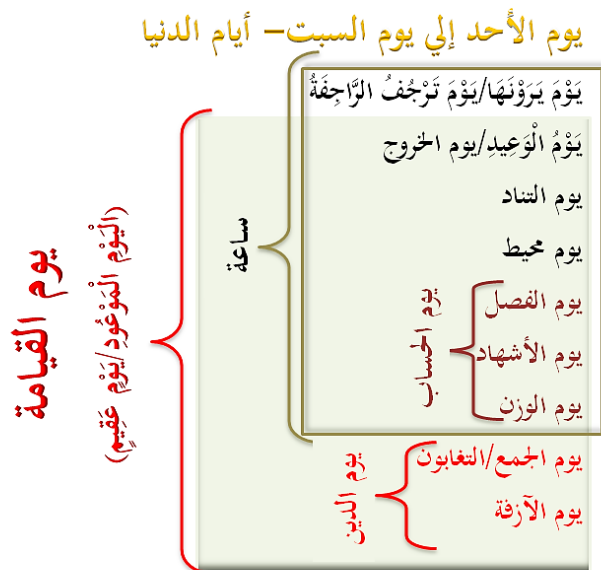 يوم الأحد إلي يوم السبت– أيام الدنيا
يَوْمَ يَرَوْنَهَا/يَوْمَ تَرْجُفُ الرَّاجِفَةُ
يَوْمُ الْوَعِيدِ/يوم الخروج
يوم التناد
يوم محيط
يوم الفصل
يوم الأشهاد
يوم الوزن
يوم الحساب
ساعة
يوم الجمع/التغابون
يوم الآزفة
يوم الدين
يوم القيامة
(الْيَوْمِ الْمَوْعُودِ/يَوْمٍ عَقِيمٍ)